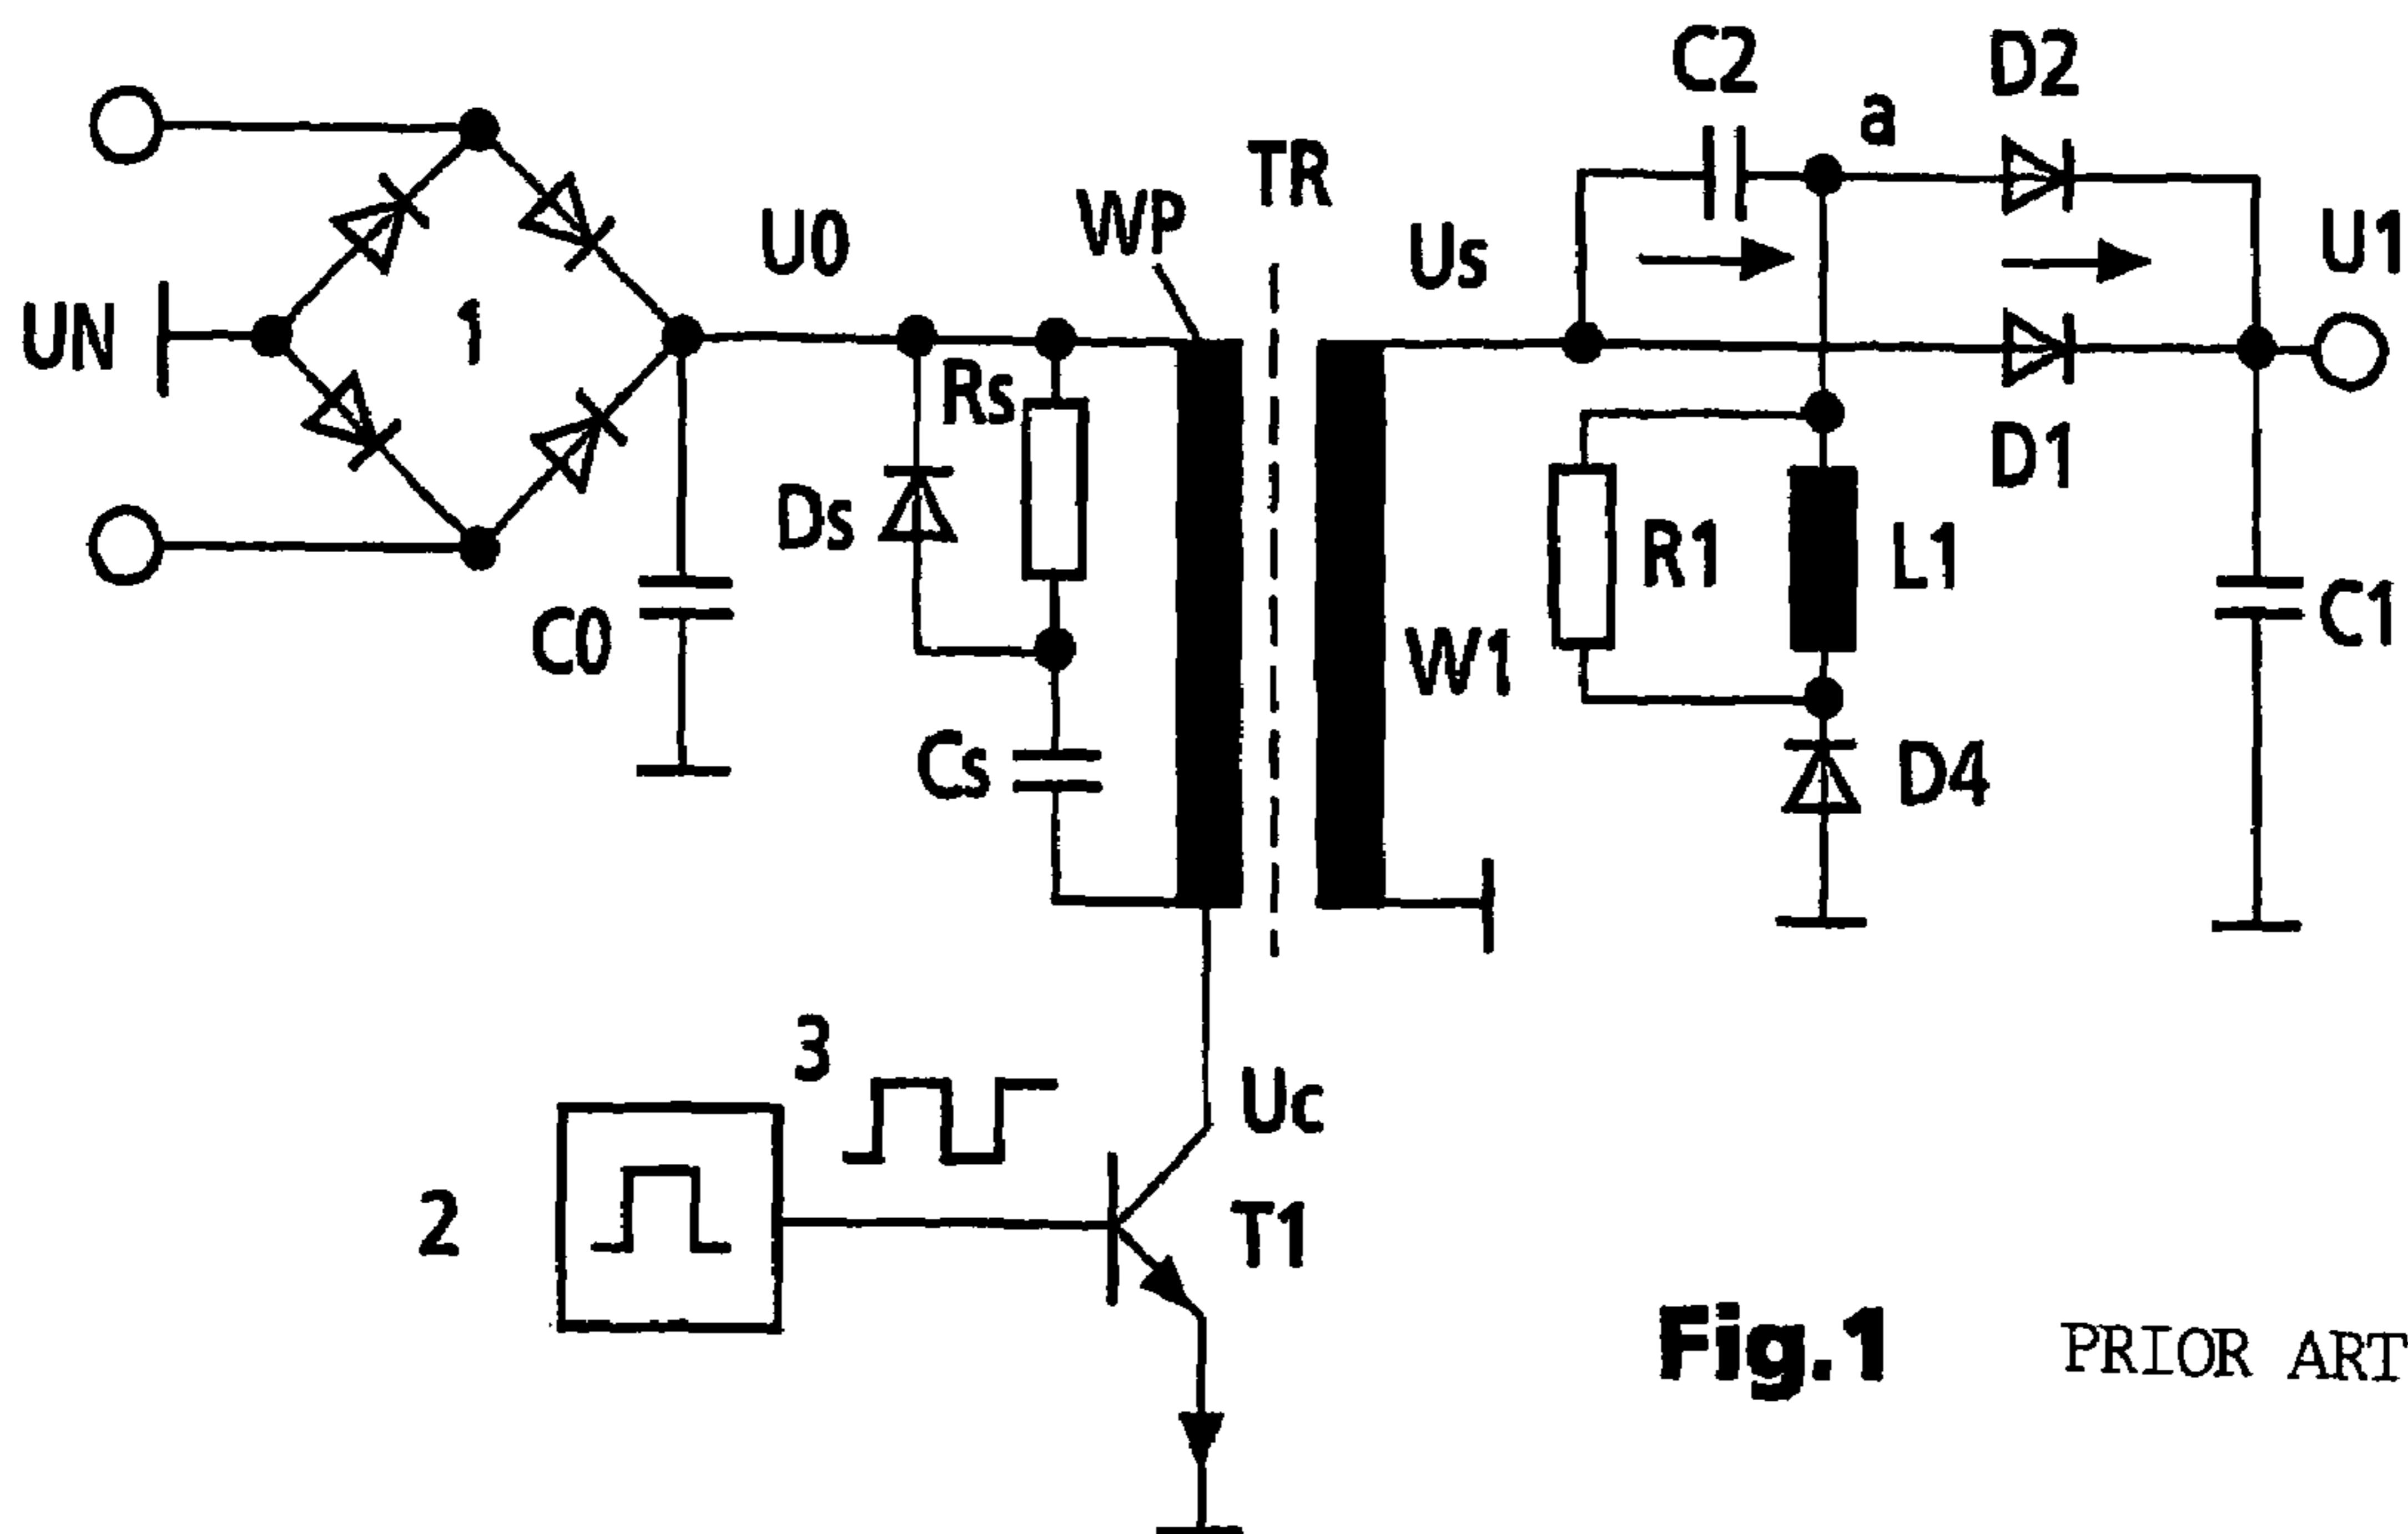 C2
D2
a
TR
WP
U0
Us
U1
UN
1
Rs
D1
Ds
R1
L1
C1
C0
W1
Cs
D4
3
Uc
2
T1
Fig.1
PRIOR ART